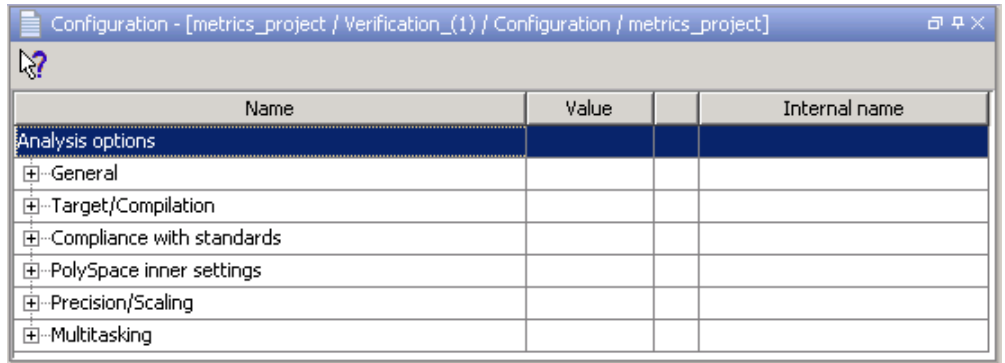 Configuration - [metrics_project / Verification_(1) / Configuration / metrics_project]
Name Value Internal name
Analysis options
General
Target/Compilation
Compliance with standards
PolySpace inner settings
Precision/Scaling
Multitasking